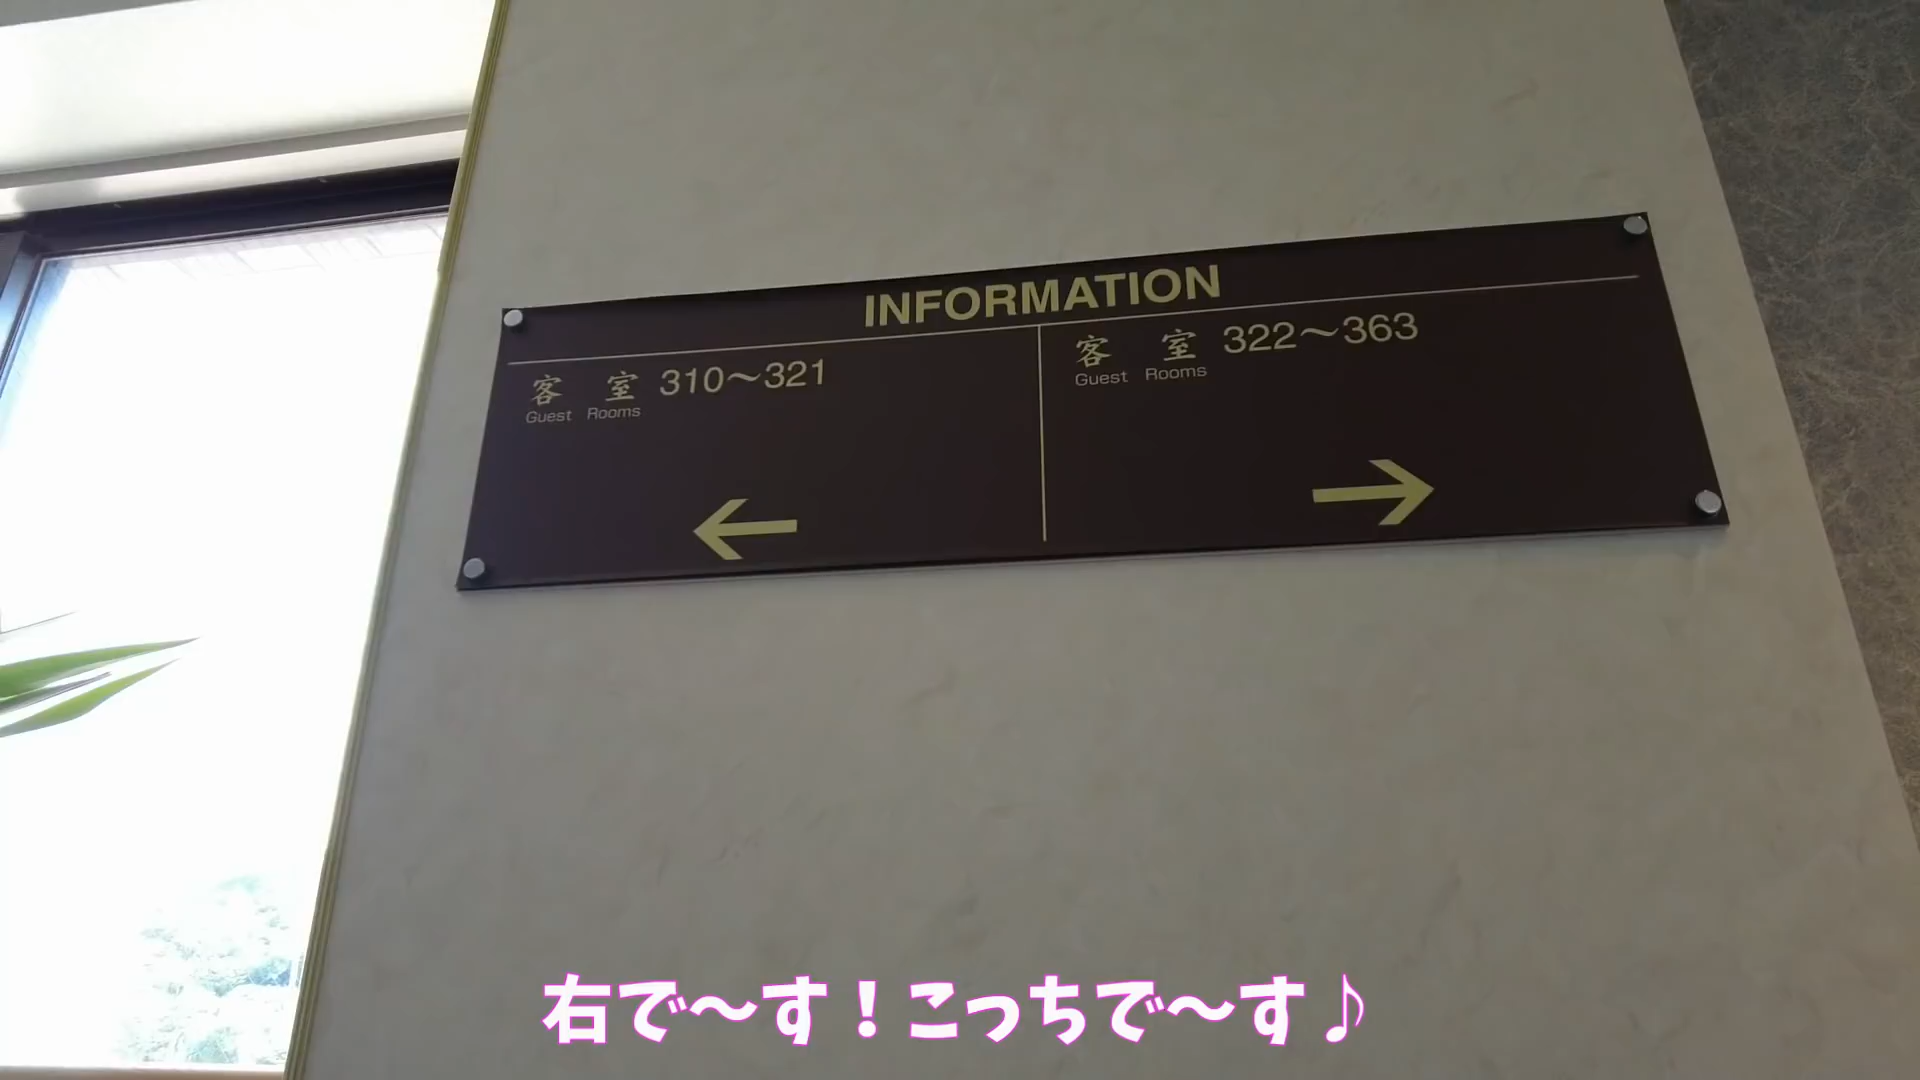 INFORMATION
客 室 310～321
Guest Rooms
客 室 322～363
Guest Rooms
右で～す！こっちで～す♪